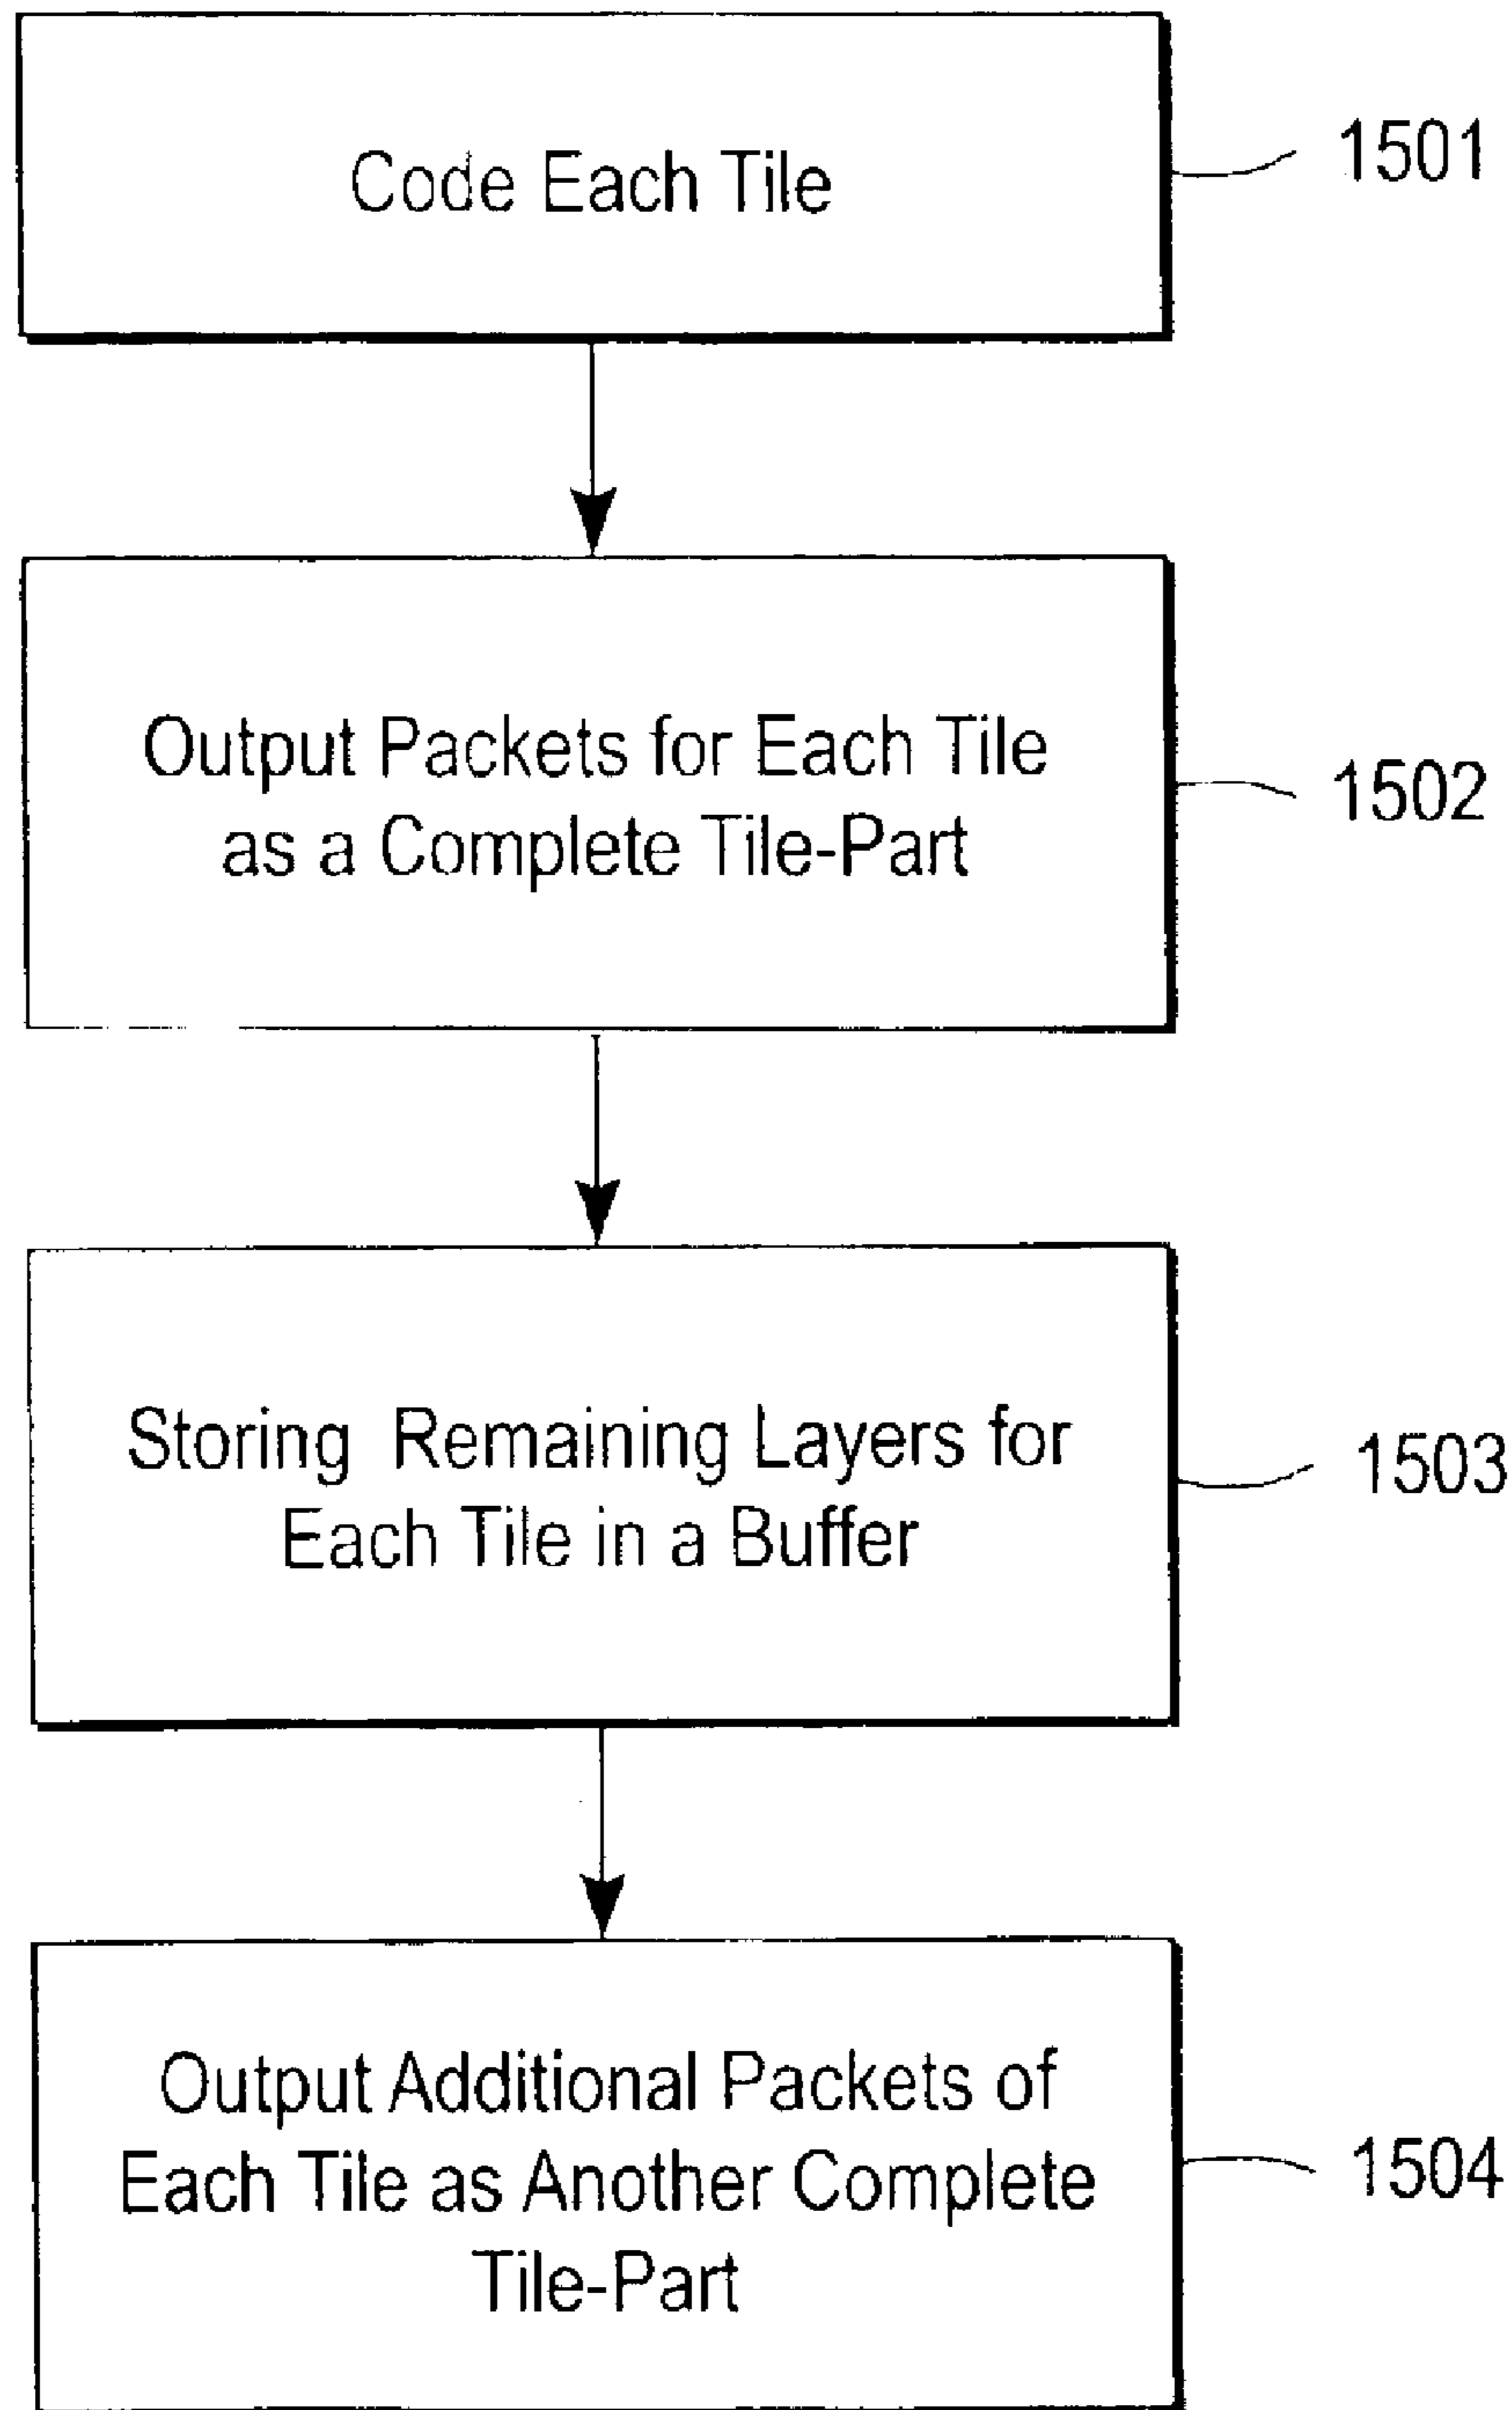 Code Each Tile
1501
Output Packets for Each Tile
as a Complete Tile-Part
1502
Storing Remaining Layers for
Each Tile in a Buffer
1503
Output Additional Packets of
Each Tile as Another Complete
Tile-Part
1504